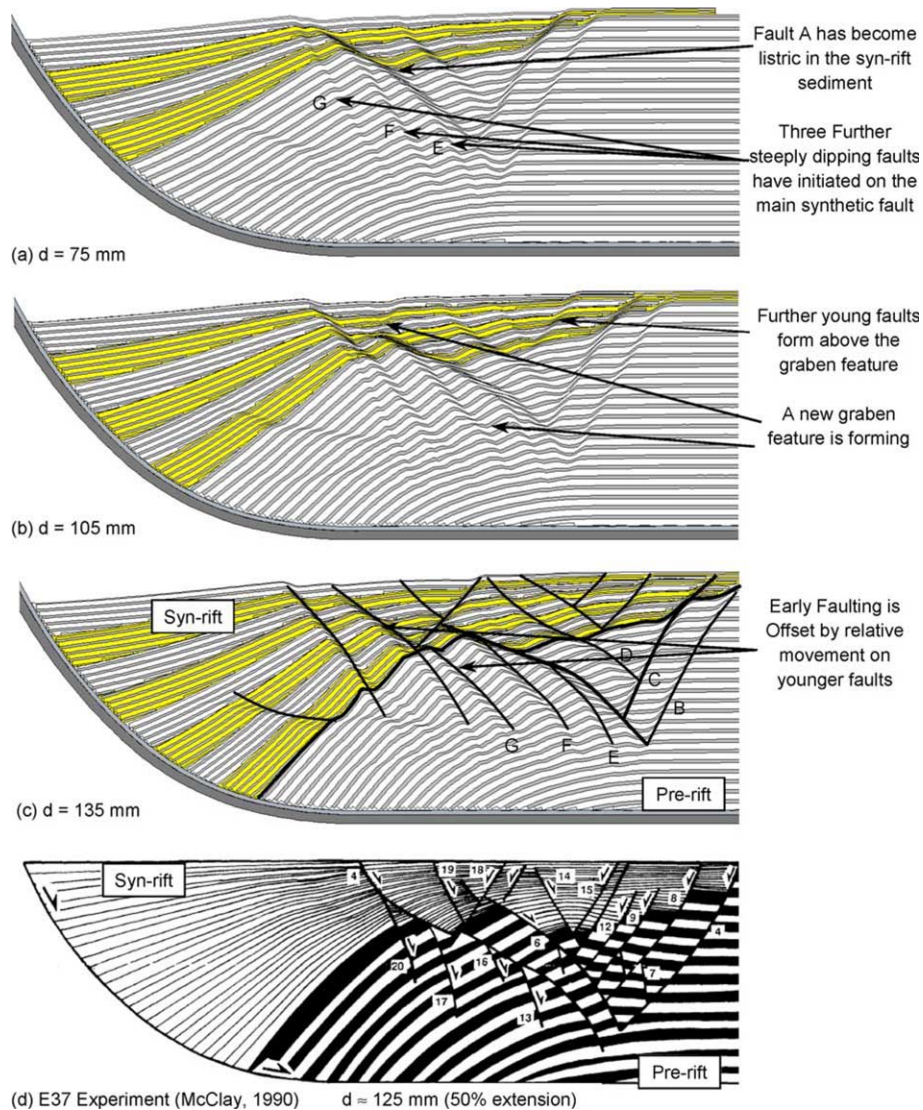 Fault A has become
listric in the syn-rift
sediment
G
F
E
Three Further
steeply dipping faults
have initiated on the
main synthetic fault
(a) d = 75 mm
Further young faults
form above the
graben feature
A new graben
feature is forming
(b) d = 105 mm
Syn-rift
Early Faulting is
Offset by relative
movement on
younger faults
D
C
B
G
F
E
Pre-rift
(c) d = 135 mm
Syn-rift
4
19
18
14
15
8
9
12
4
6
20
16
7
17
13
Pre-rift
(d) E37 Experiment (McClay, 1990) d ≈ 125 mm (50% extension)